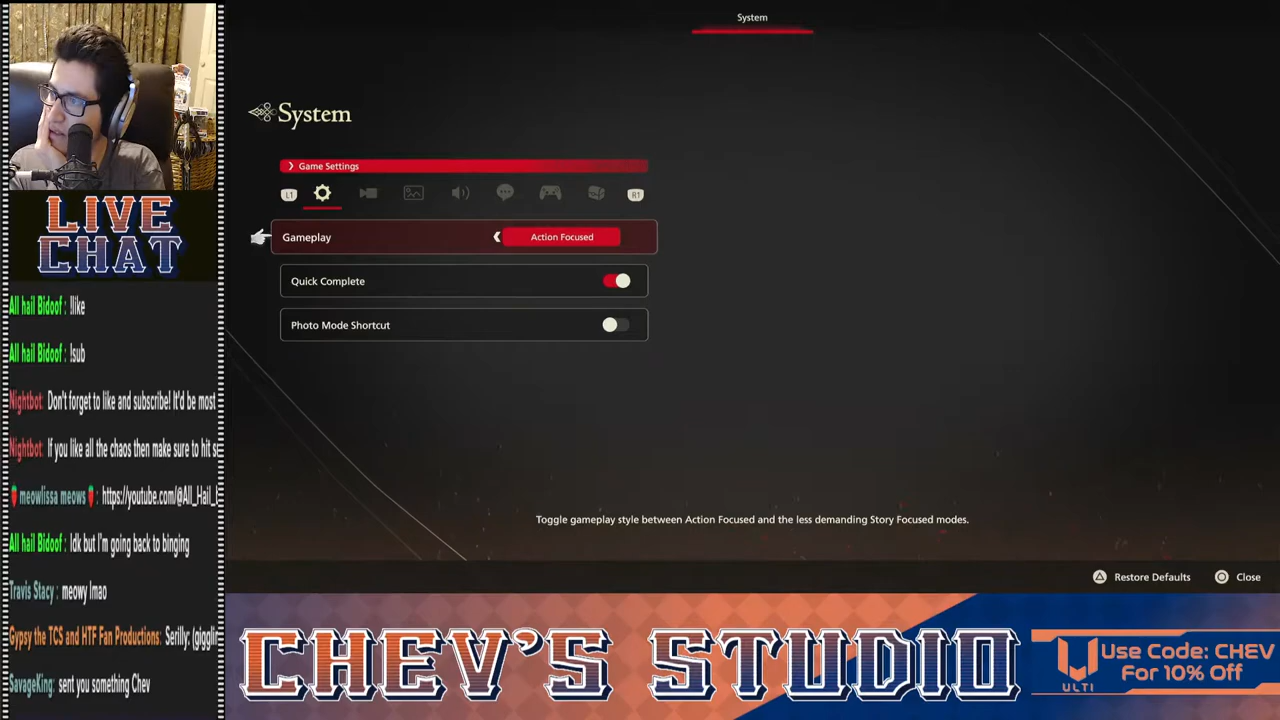 System
System
Game Settings
L1
R1
Gameplay
Action Focused
Quick Complete
Photo Mode Shortcut
Toggle gameplay style between Action Focused and the less demanding Story Focused modes.
Restore Defaults
Close
LIVE
CHAT
All hail Bidoof : !like
All hail Bidoof : !sub
Nightbot: Don't forget to like and subscribe! It'd be most
Nightbot: If you like all the chaos then make sure to hit
meowlissa meows : https://youtube.com/@All_Hail_
All hail Bidoof : Idk but I'm going back to binging
Travis Stacy : meowy lmao
Gypsy the TCS and HTF Fan Productions: Serilly: (giggli
SavageKing: sent you something Chev
CHEV'S STUDIO
ULTI
Use Code: CHEV
For 10% Off